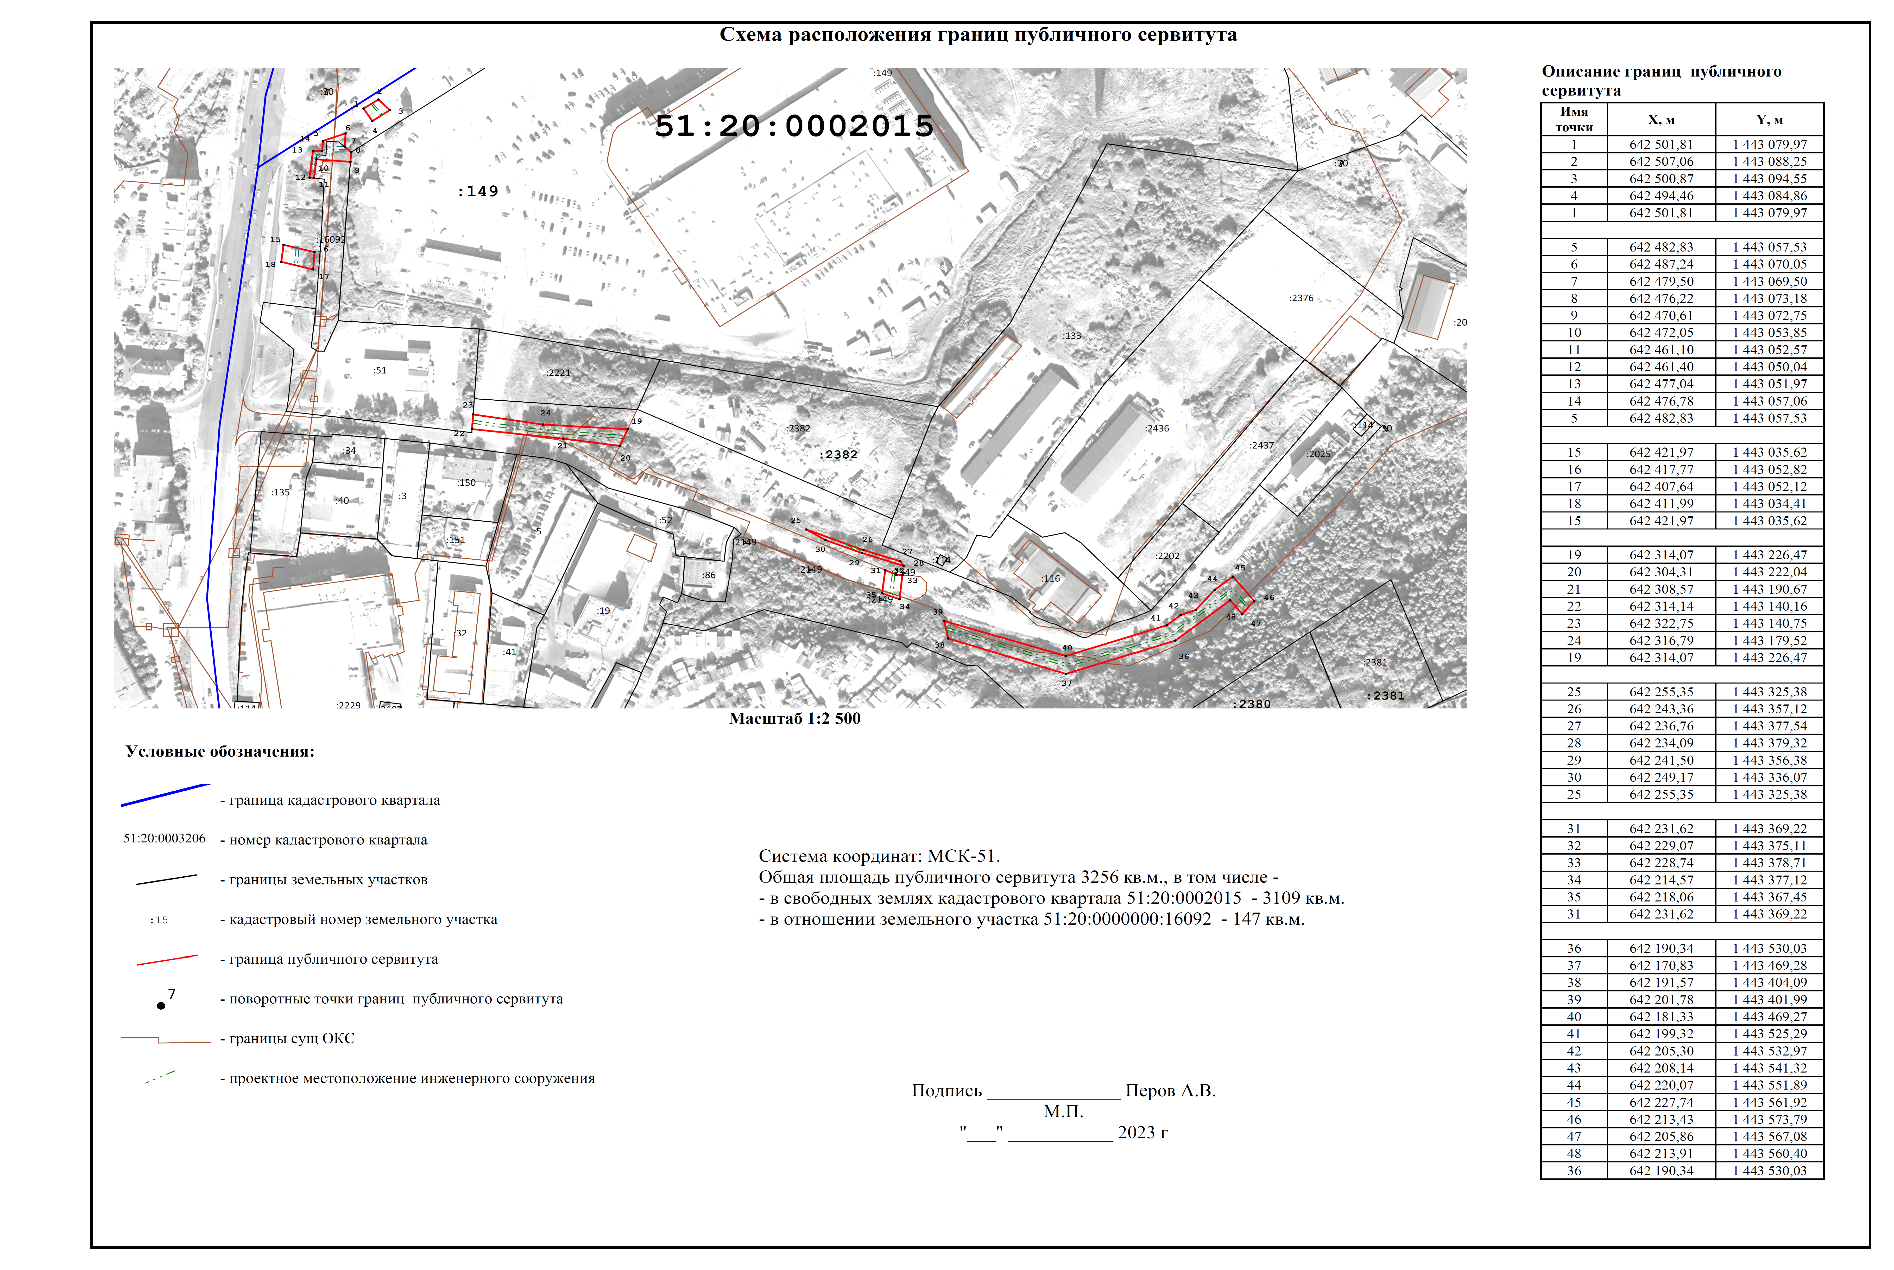 Схема расположения границ публичного сервитута
51:20:0002015
:149
:149
:16092
:2376
:133
:51
:2221
:2382
:2382
:2436
:2437
:2025
:34
:135
:40
:3
:150
:151
:5
:52
:86
:19
:32
:41
:116
:2202
:2149
:2149
:2149
:2381
:2381
:2380
:2229
Масштаб 1:2 500
Условные обозначения:
- граница кадастрового квартала
51:20:0003206 - номер кадастрового квартала
- границы земельных участков
:15 - кадастровый номер земельного участка
- граница публичного сервитута
7 - поворотные точки границ публичного сервитута
- границы сущ ОКС
- проектное местоположение инженерного сооружения
Система координат: МСК-51.
Общая площадь публичного сервитута 3256 кв.м., в том числе -
- в свободных землях кадастрового квартала 51:20:0002015 - 3109 кв.м.
- в отношении земельного участка 51:20:0000000:16092 - 147 кв.м.
Подпись _______________ Перов А.В.
М.П.
"___" ____________ 2023 г
Описание границ публичного
сервитута
Имя точки X, м Y, м
1 642 501,81 1 443 079,97
2 642 507,06 1 443 088,25
3 642 500,87 1 443 094,55
4 642 494,46 1 443 084,86
1 642 501,81 1 443 079,97
5 642 482,83 1 443 057,53
6 642 487,24 1 443 070,05
7 642 479,50 1 443 069,50
8 642 476,22 1 443 073,18
9 642 470,61 1 443 072,75
10 642 472,05 1 443 053,85
11 642 461,10 1 443 052,57
12 642 461,40 1 443 050,04
13 642 477,04 1 443 051,97
14 642 476,78 1 443 057,06
5 642 482,83 1 443 057,53
15 642 421,97 1 443 035,62
16 642 417,77 1 443 052,82
17 642 407,64 1 443 052,12
18 642 411,99 1 443 034,41
15 642 421,97 1 443 035,62
19 642 314,07 1 443 226,47
20 642 304,31 1 443 222,04
21 642 308,57 1 443 190,67
22 642 314,14 1 443 140,16
23 642 322,75 1 443 140,75
24 642 316,79 1 443 179,52
19 642 314,07 1 443 226,47
25 642 255,35 1 443 325,38
26 642 243,36 1 443 357,12
27 642 236,76 1 443 377,54
28 642 234,09 1 443 379,32
29 642 241,50 1 443 356,38
30 642 249,17 1 443 336,07
25 642 255,35 1 443 325,38
31 642 231,62 1 443 369,22
32 642 229,07 1 443 375,11
33 642 228,74 1 443 378,71
34 642 214,57 1 443 377,12
35 642 218,06 1 443 367,45
31 642 231,62 1 443 369,22
36 642 190,34 1 443 530,03
37 642 170,83 1 443 469,28
38 642 191,57 1 443 404,09
39 642 201,78 1 443 401,99
40 642 181,33 1 443 469,27
41 642 199,32 1 443 525,29
42 642 205,30 1 443 532,97
43 642 208,14 1 443 541,32
44 642 220,07 1 443 551,89
45 642 227,74 1 443 561,92
46 642 213,43 1 443 573,79
47 642 205,86 1 443 567,08
48 642 213,91 1 443 560,40
36 642 190,34 1 443 530,03